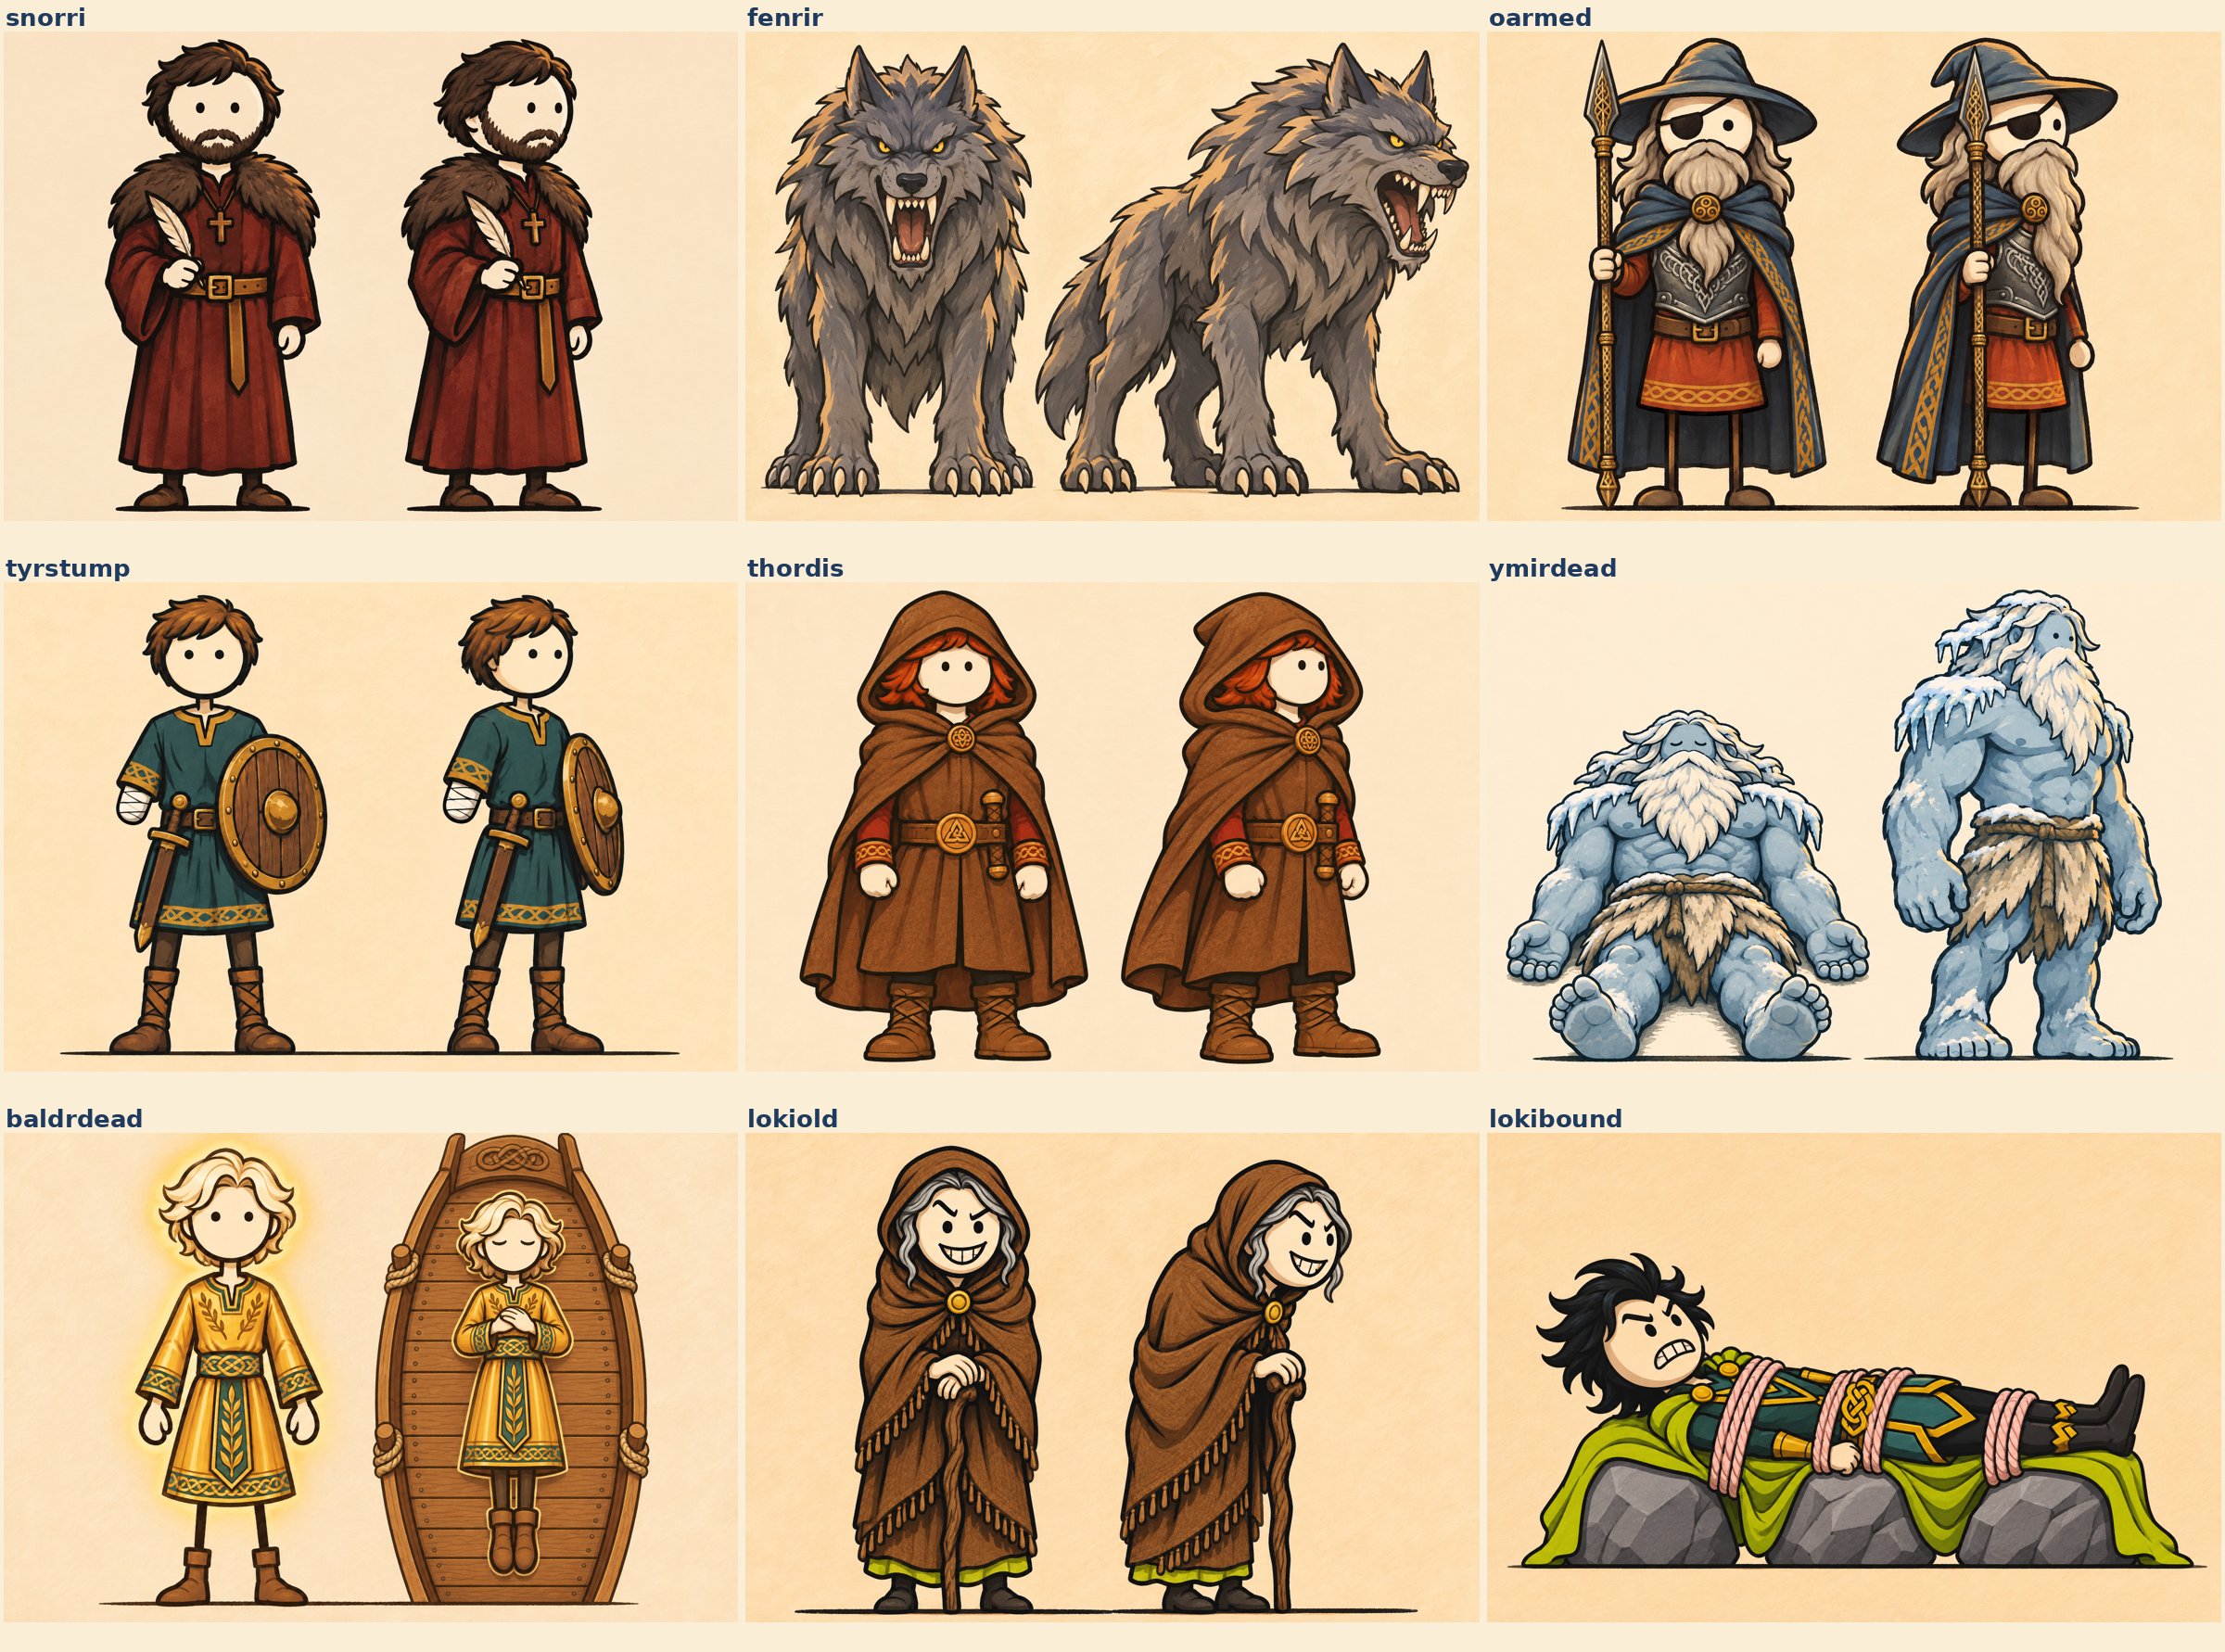 snorri
fenrir
oarmed
tyrstump
thordis
ymirdead
baldrdead
lokiold
lokibound